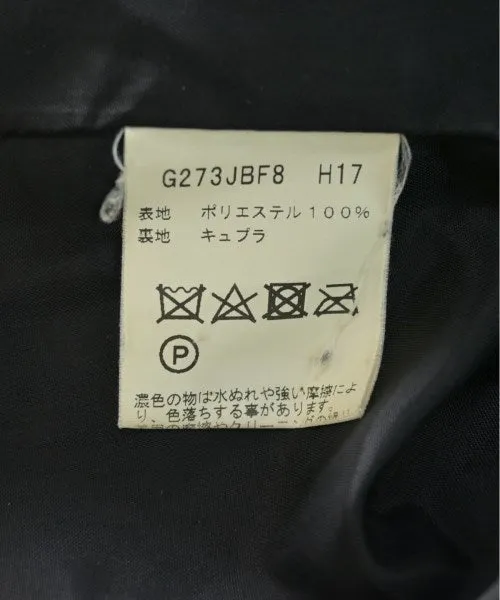 G273JBF8 H17
表地 ポリエステル100%
裏地 キュプラ
P
濃色の物は水ぬれや強い摩擦によ
り、色落ちする事があります。